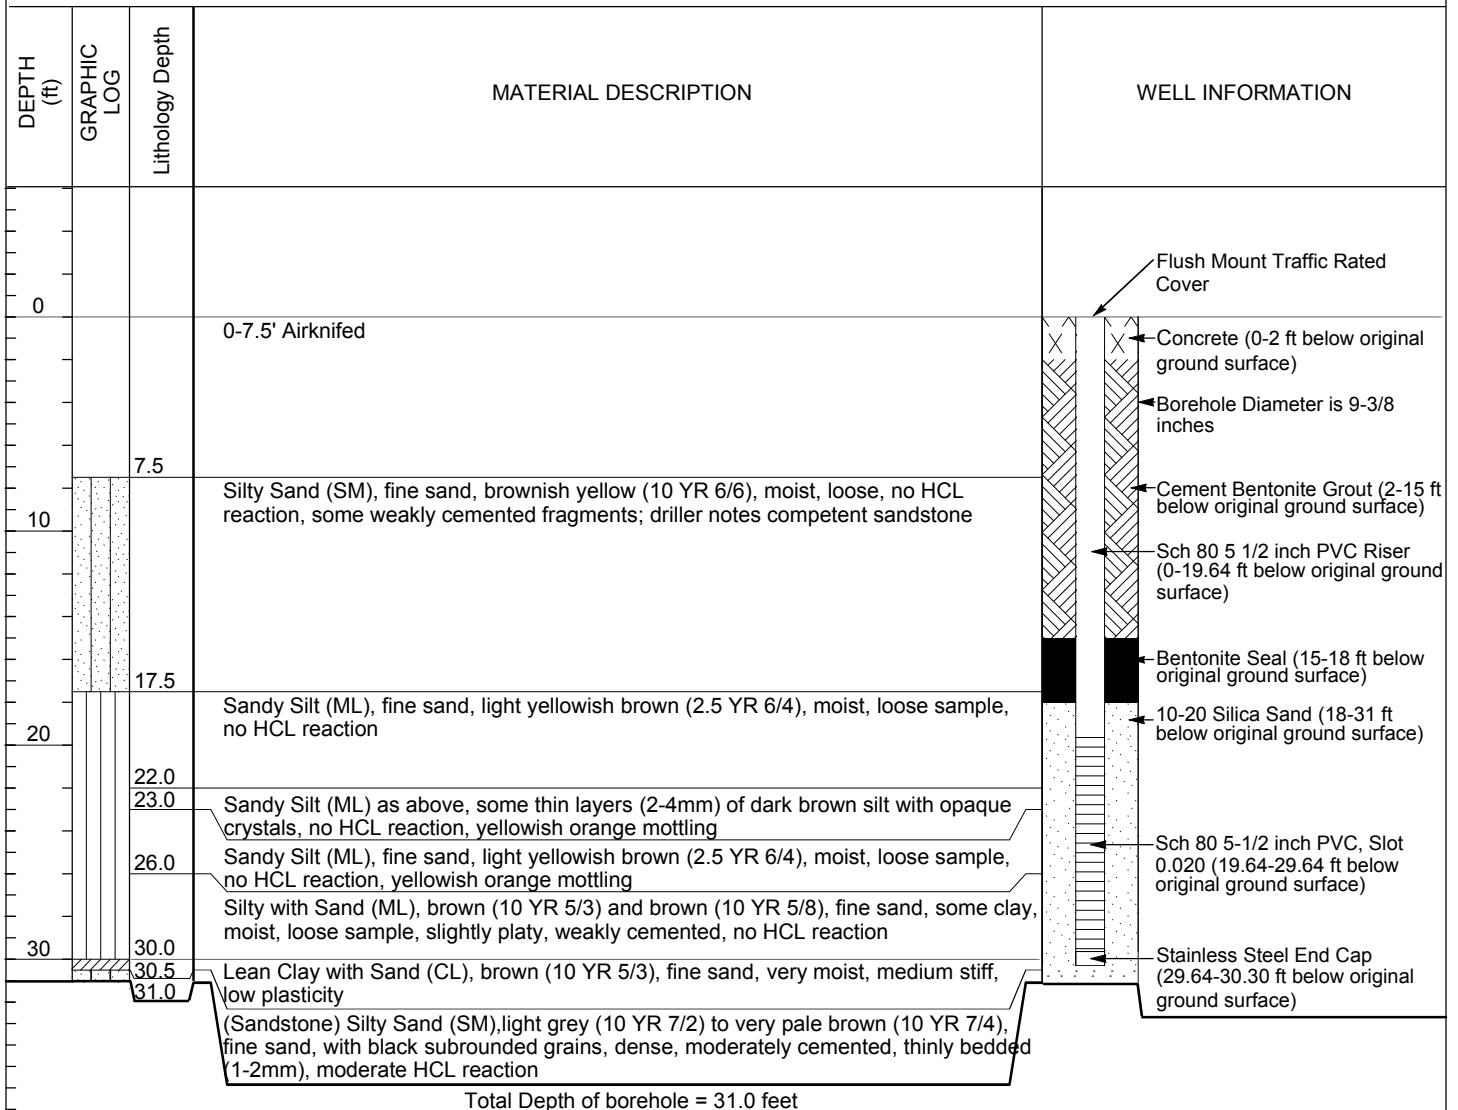 DEPTH
(ft)
GRAPHIC
LOG
Lithology Depth
MATERIAL DESCRIPTION
WELL INFORMATION
Flush Mount Traffic Rated
Cover
0
0-7.5' Airknifed
Concrete (0-2 ft below original
ground surface)
Borehole Diameter is 9-3/8
inches
7.5
Silty Sand (SM), fine sand, brownish yellow (10 YR 6/6), moist, loose, no HCL
reaction, some weakly cemented fragments; driller notes competent sandstone
Cement Bentonite Grout (2-15 ft
below original ground surface)
10
Sch 80 5 1/2 inch PVC Riser
(0-19.64 ft below original ground
surface)
Bentonite Seal (15-18 ft below
original ground surface)
17.5
Sandy Silt (ML), fine sand, light yellowish brown (2.5 YR 6/4), moist, loose sample,
no HCL reaction
10-20 Silica Sand (18-31 ft
below original ground surface)
20
22.0
23.0
Sandy Silt (ML) as above, some thin layers (2-4mm) of dark brown silt with opaque
crystals, no HCL reaction, yellowish orange mottling
Sch 80 5-1/2 inch PVC, Slot
0.020 (19.64-29.64 ft below
original ground surface)
26.0
Sandy Silt (ML), fine sand, light yellowish brown (2.5 YR 6/4), moist, loose sample,
no HCL reaction, yellowish orange mottling
Silty with Sand (ML), brown (10 YR 5/3) and brown (10 YR 5/8), fine sand, some clay,
moist, loose sample, slightly platy, weakly cemented, no HCL reaction
30
30.0
30.5
31.0
Lean Clay with Sand (CL), brown (10 YR 5/3), fine sand, very moist, medium stiff,
low plasticity
Stainless Steel End Cap
(29.64-30.30 ft below original
ground surface)
(Sandstone) Silty Sand (SM),light grey (10 YR 7/2) to very pale brown (10 YR 7/4),
fine sand, with black subrounded grains, dense, moderately cemented, thinly bedded
(1-2mm), moderate HCL reaction
Total Depth of borehole = 31.0 feet